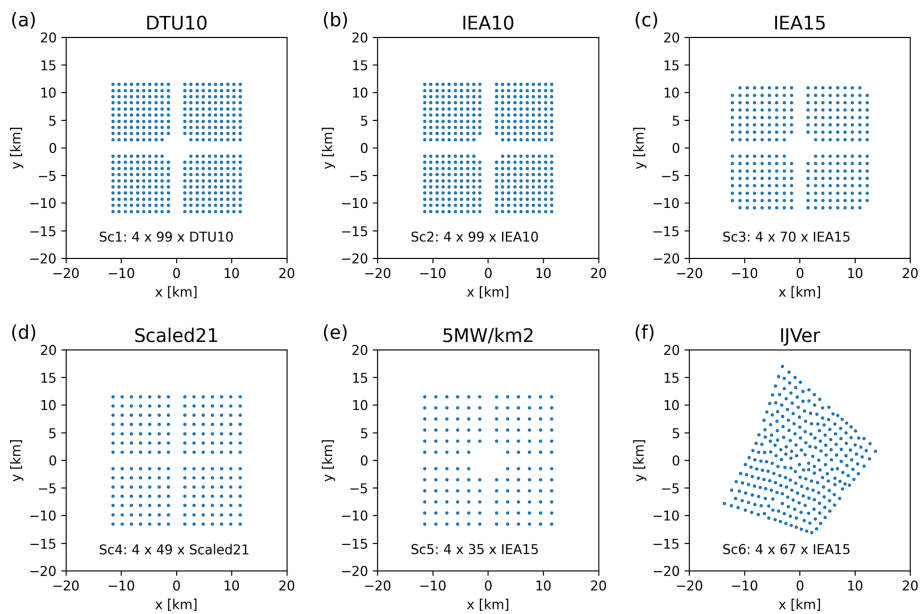 (a) DTU10
20
15
10
5
0
−5
−10
−15
−20
y [km]
Sc1: 4 x 99 x DTU10
−20 −10 0 10 20
x [km]
(b) IEA10
20
15
10
5
0
−5
−10
−15
−20
y [km]
Sc2: 4 x 99 x IEA10
−20 −10 0 10 20
x [km]
(c) IEA15
20
15
10
5
0
−5
−10
−15
−20
y [km]
Sc3: 4 x 70 x IEA15
−20 −10 0 10 20
x [km]
(d) Scaled21
20
15
10
5
0
−5
−10
−15
−20
y [km]
Sc4: 4 x 49 x Scaled21
−20 −10 0 10 20
x [km]
(e) 5MW/km2
20
15
10
5
0
−5
−10
−15
−20
y [km]
Sc5: 4 x 35 x IEA15
−20 −10 0 10 20
x [km]
(f) IJVer
20
15
10
5
0
−5
−10
−15
−20
y [km]
Sc6: 4 x 67 x IEA15
−20 −10 0 10 20
x [km]